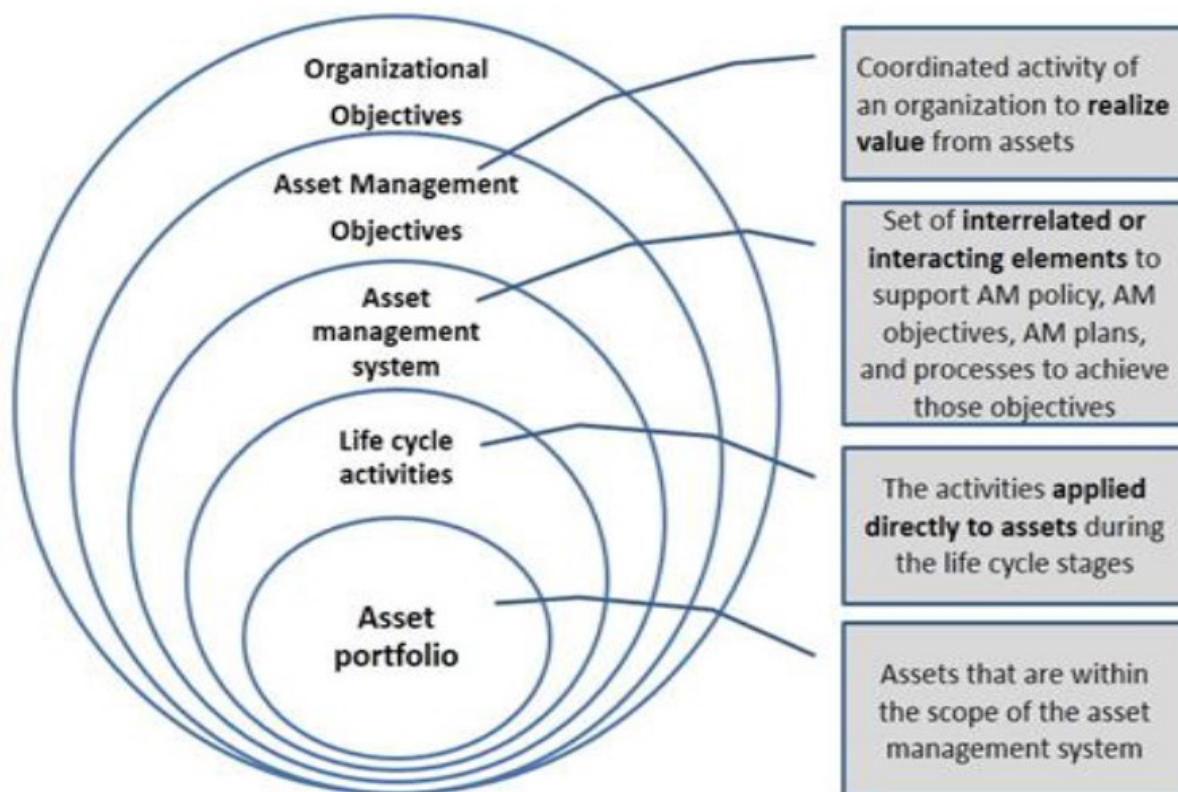 Organizational
Objectives
Asset Management
Objectives
Asset
management
system
Life cycle
activities
Asset
portfolio
Coordinated activity of
an organization to realize
value from assets
Set of interrelated or
interacting elements to
support AM policy, AM
objectives, AM plans,
and processes to achieve
those objectives
The activities applied
directly to assets during
the life cycle stages
Assets that are within
the scope of the asset
management system